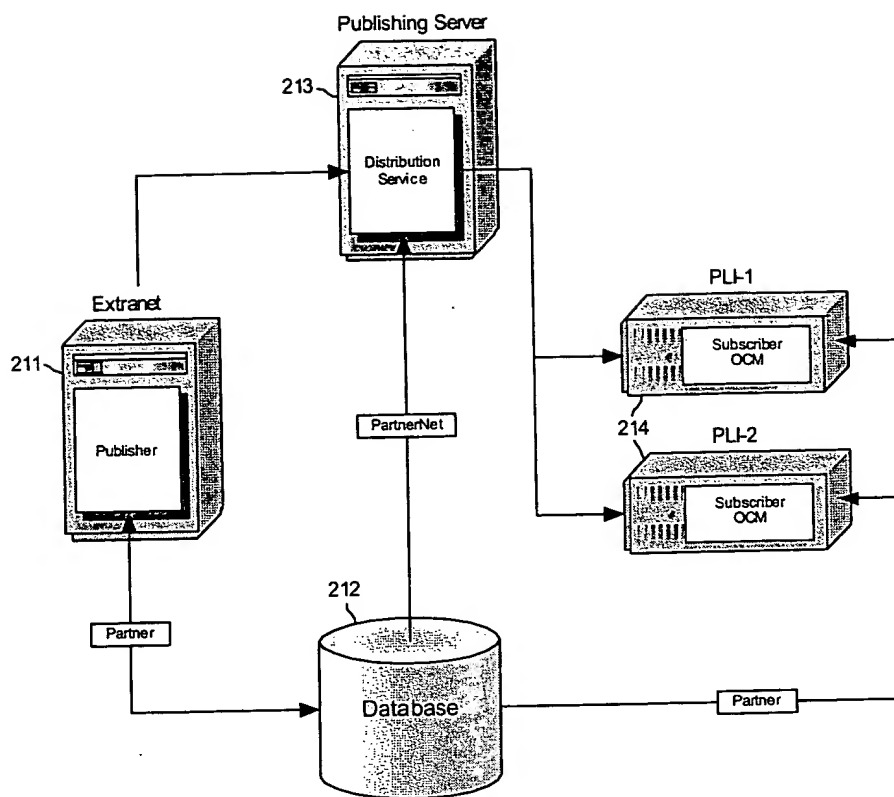 Publishing Server
213
Distribution
Service
Extranet
211
Publisher
PLI-1
Subscriber
OCM
214
PLI-2
Subscriber
OCM
PartnerNet
212
Partner
Database
Partner